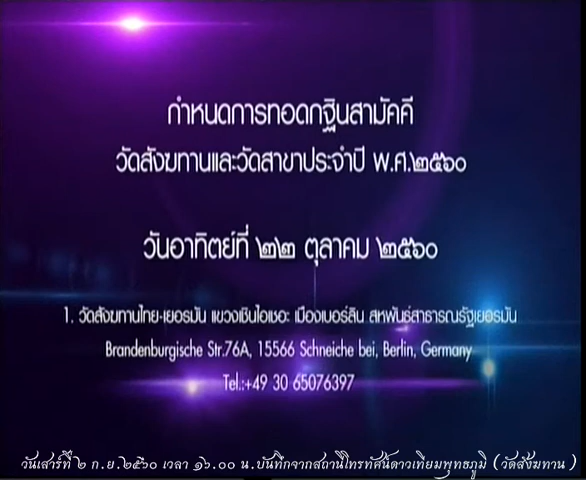 กำหนดการทอดกฐินสามัคคี
วัดสังฆทานและวัดสาขาประจำปี พ.ศ.๒๕๖๐
วันอาทิตย์ที่ ๒๒ ตุลาคม ๒๕๖๐
1. วัดสังฆทานไทย-เยอรมัน แขวงเชินไอเชอะ เมืองเบอร์ลิน สหพันธ์สาธารณรัฐเยอรมัน
Brandenburgische Str.76A, 15566 Schneiche bei, Berlin, Germany
Tel.:+49 30 65076397
วันเสาร์ที่ ๒ ก.ย.๒๕๖๐ เวลา ๑๖.๐๐ น.บันทึกจากสถานีโทรทัศน์ดาวเทียมพุทธภูมิ (วัดสังฆทาน)